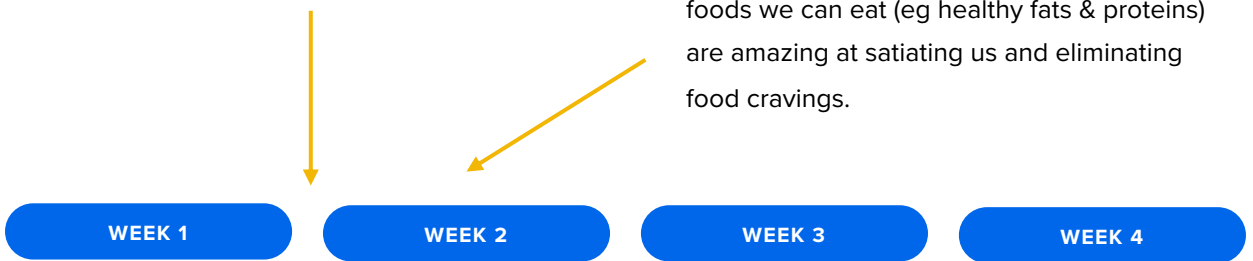 foods we can eat (eg healthy fats & proteins)
are amazing at satiating us and eliminating
food cravings.
WEEK 1
WEEK 2
WEEK 3
WEEK 4